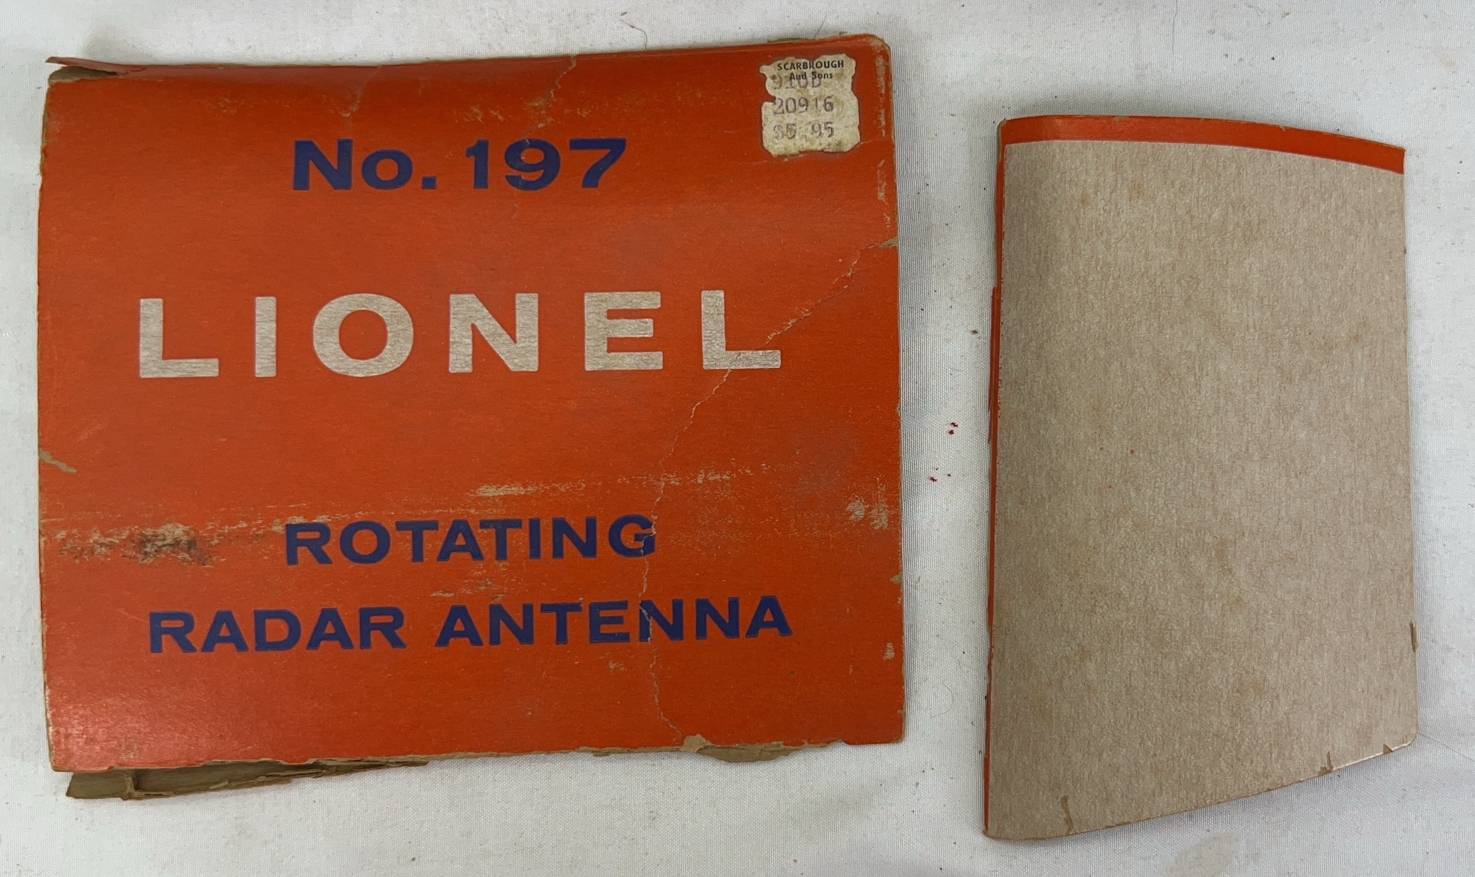 SCARBROUGH
And Sons
20916
$5.95
No. 197
LIONEL
ROTATING
RADAR ANTENNA